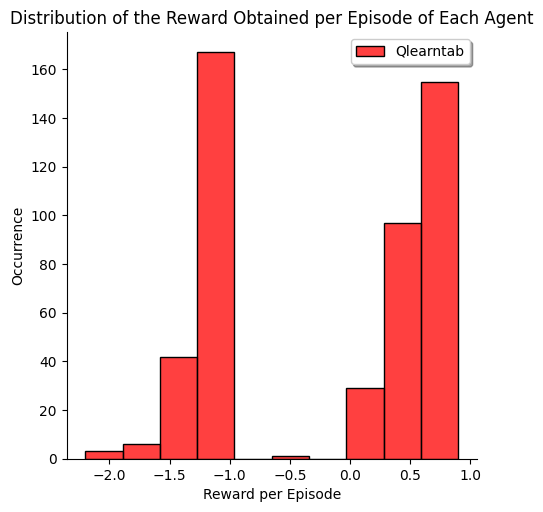 Distribution of the Reward Obtained per Episode of Each Agent
Qlearntab
160
140
120
100
80
60
40
20
0
Occurrence
−2.0 −1.5 −1.0 −0.5 0.0 0.5 1.0
Reward per Episode